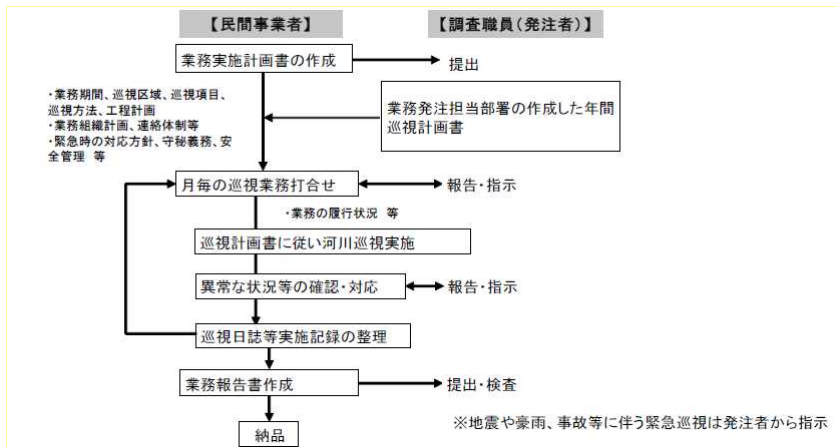 【民間事業者】
【調査職員(発注者)】
業務実施計画書の作成
提出
・業務期間、巡視区域、巡視項目、
巡視方法、工程計画
・業務組織計画、連絡体制等
・緊急時の対応方針、守秘義務、安
全管理 等
業務発注担当部署の作成した年間
巡視計画書
月毎の巡視業務打合せ
報告・指示
・業務の履行状況 等
巡視計画書に従い河川巡視実施
異常な状況等の確認・対応
報告・指示
巡視日誌等実施記録の整理
業務報告書作成
提出・検査
納品
※地震や豪雨、事故等に伴う緊急巡視は発注者から指示